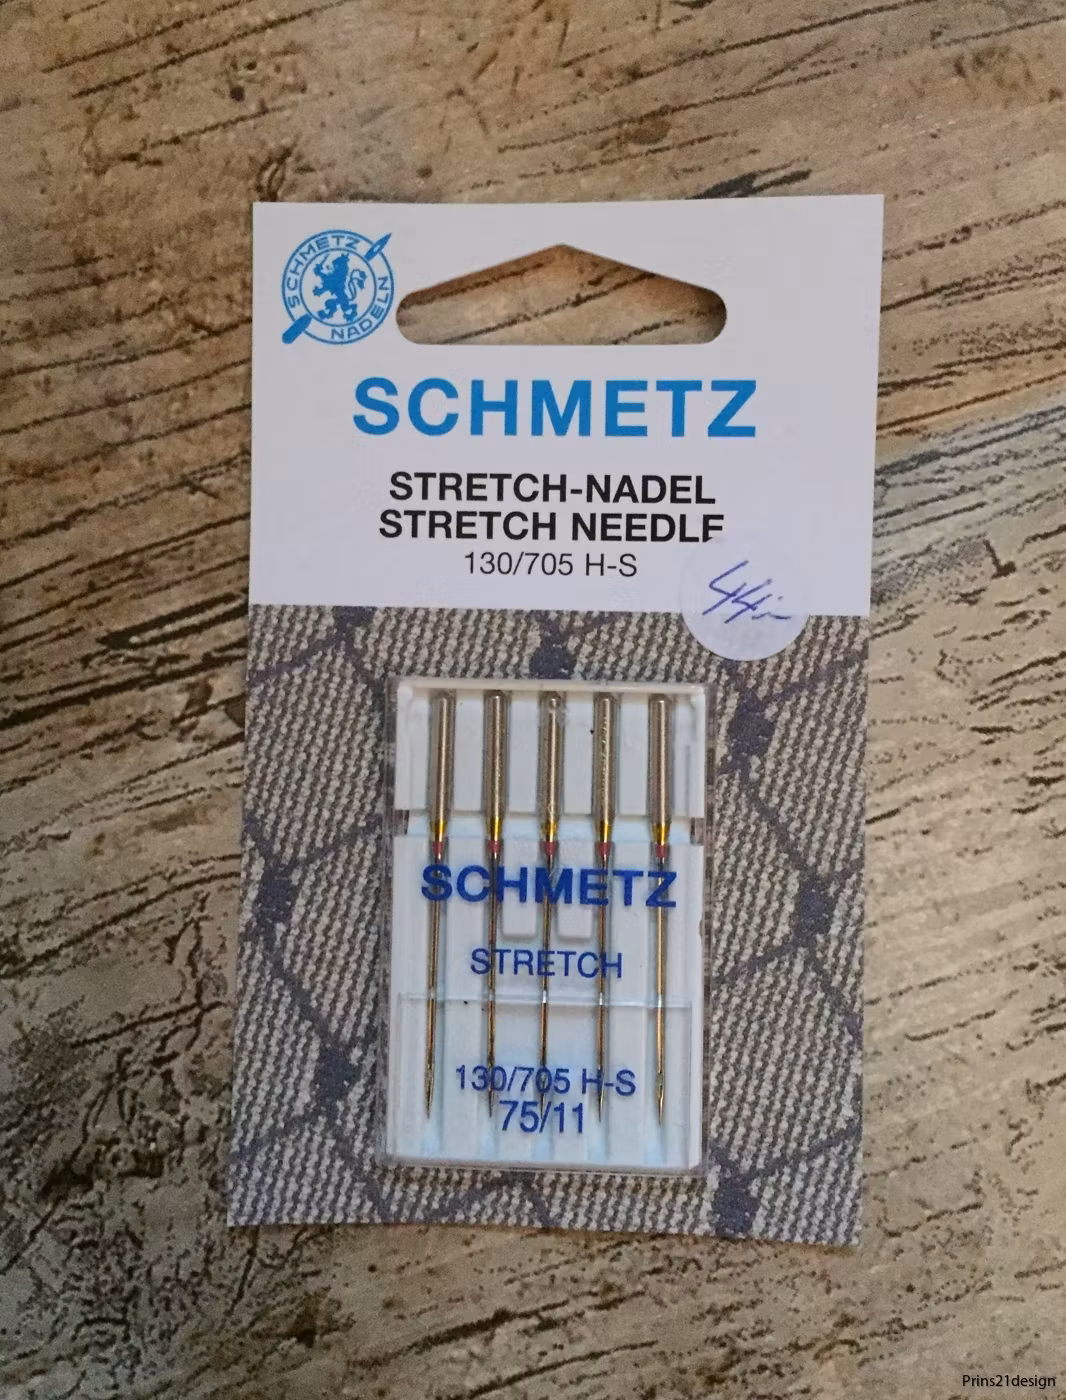 SCHMETZ
NADELN
SCHMETZ
STRETCH-NADEL
STRETCH NEEDLE
130/705 H-S
SCHMETZ
STRETCH
130/705 H-S
75/11
Prins21design